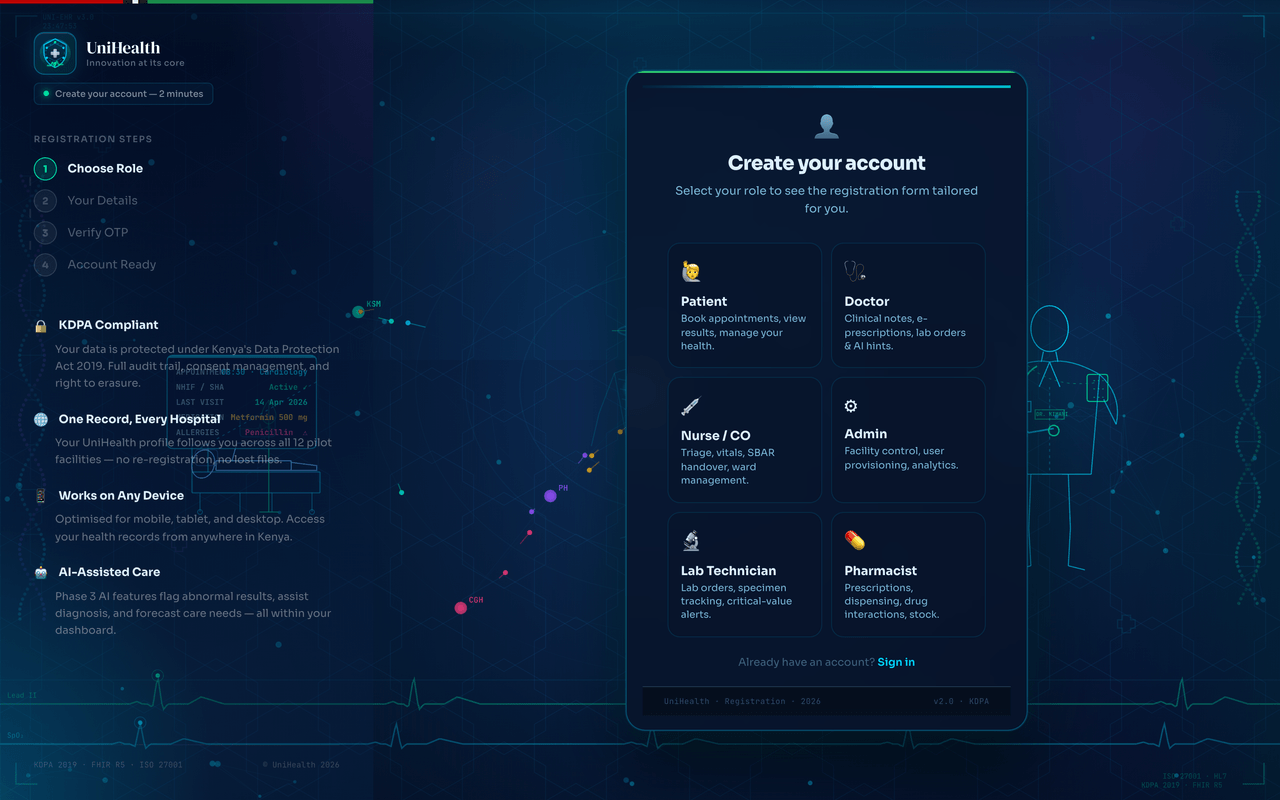 UniHealth
Innovation at its core
Create your account — 2 minutes
REGISTRATION STEPS
1 Choose Role
2 Your Details
3 Verify OTP
4 Account Ready
KDPA Compliant
Your data is protected under Kenya's Data Protection
Act 2019. Full audit trail, consent management, and
right to erasure.
NHIF / SHA Active ✓
LAST VISIT 14 Apr 2026
Metformin 500 mg
ALLERGIES Penicillin
One Record, Every Hospital
Your UniHealth profile follows you across all 12 pilot
facilities — no re-registration, no lost files.
Works on Any Device
Optimised for mobile, tablet, and desktop. Access
your health records from anywhere in Kenya.
AI-Assisted Care
Phase 3 AI features flag abnormal results, assist
diagnosis, and forecast care needs — all within your
dashboard.
Lead II
KDPA 2019 · FHIR R5 · ISO 27001
© UniHealth 2026
KSM
PH
CGH
Create your account
Select your role to see the registration form tailored
for you.
Patient
Book appointments, view
results, manage your
health.
Doctor
Clinical notes, e-
prescriptions, lab orders
& AI hints.
Nurse / CO
Triage, vitals, SBAR
handover, ward
management.
Admin
Facility control, user
provisioning, analytics.
Lab Technician
Lab orders, specimen
tracking, critical-value
alerts.
Pharmacist
Prescriptions,
dispensing, drug
interactions, stock.
Already have an account? Sign in
UniHealth · Registration · 2026
v2.0 · KDPA
KDPA 2019 · FHIR R5